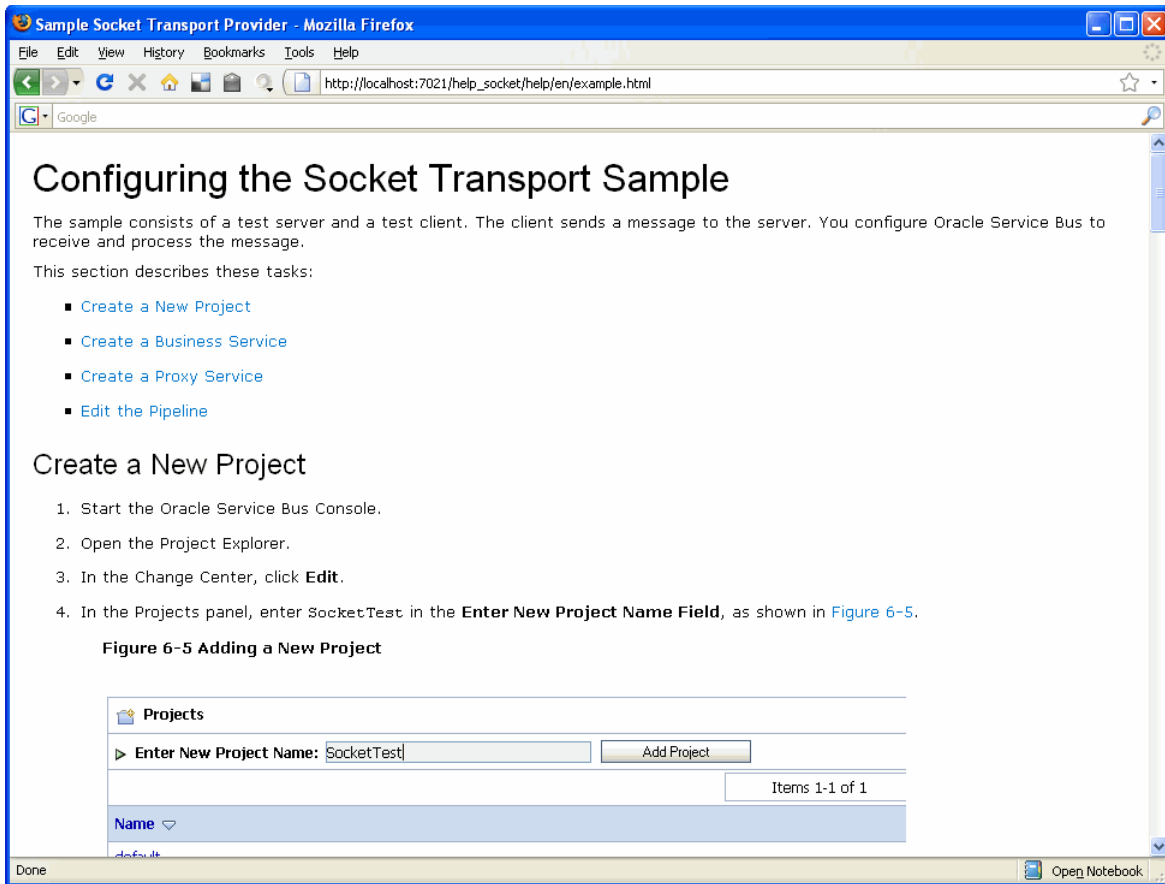 Sample Socket Transport Provider - Mozilla Firefox
File Edit View History Bookmarks Tools Help
http://localhost:7021/help_socket/help/en/example.html
G Google
Configuring the Socket Transport Sample
The sample consists of a test server and a test client. The client sends a message to the server. You configure Oracle Service Bus to
receive and process the message.
This section describes these tasks:
Create a New Project
Create a Business Service
Create a Proxy Service
Edit the Pipeline
Create a New Project
1. Start the Oracle Service Bus Console.
2. Open the Project Explorer.
3. In the Change Center, click Edit.
4. In the Projects panel, enter SocketTest in the Enter New Project Name Field, as shown in Figure 6-5.
Figure 6-5 Adding a New Project
Projects
Enter New Project Name: SocketTest Add Project
Items 1-1 of 1
Name
default
Done Open Notebook